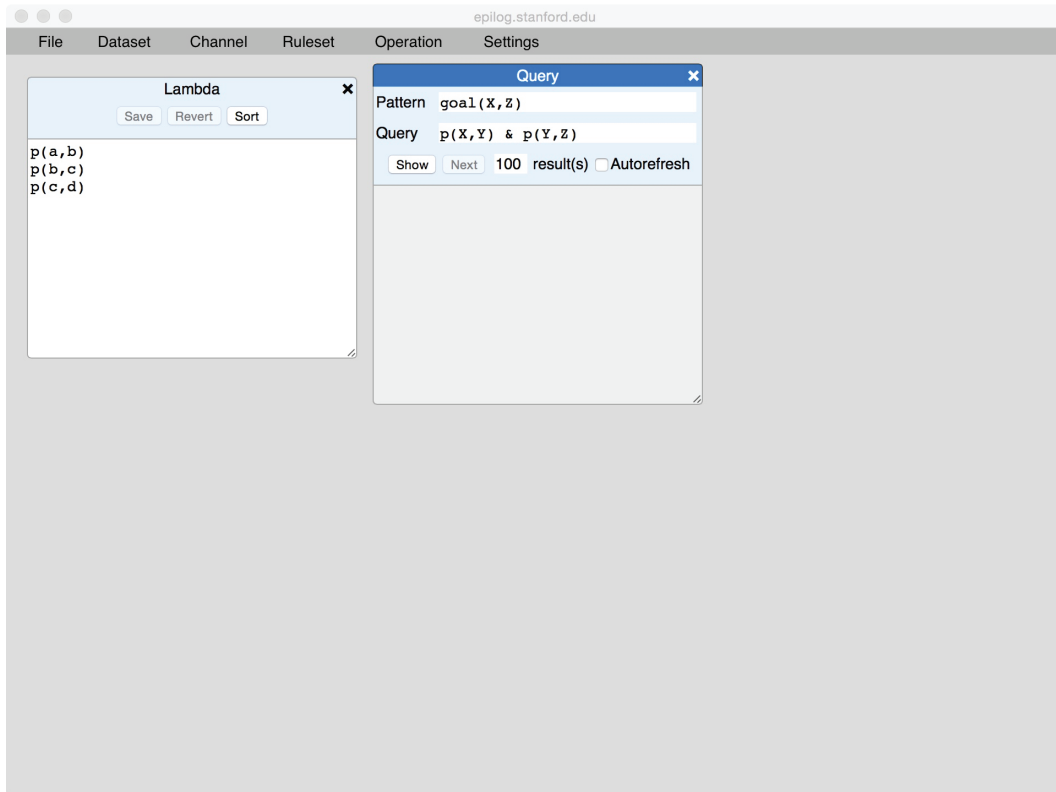 epilog.stanford.edu
File Dataset Channel Ruleset Operation Settings
Lambda
Save Revert Sort
p(a,b)
p(b,c)
p(c,d)
Query
Pattern goal(X,Z)
Query p(X,Y) & p(Y,Z)
Show Next 100 result(s) Autorefresh